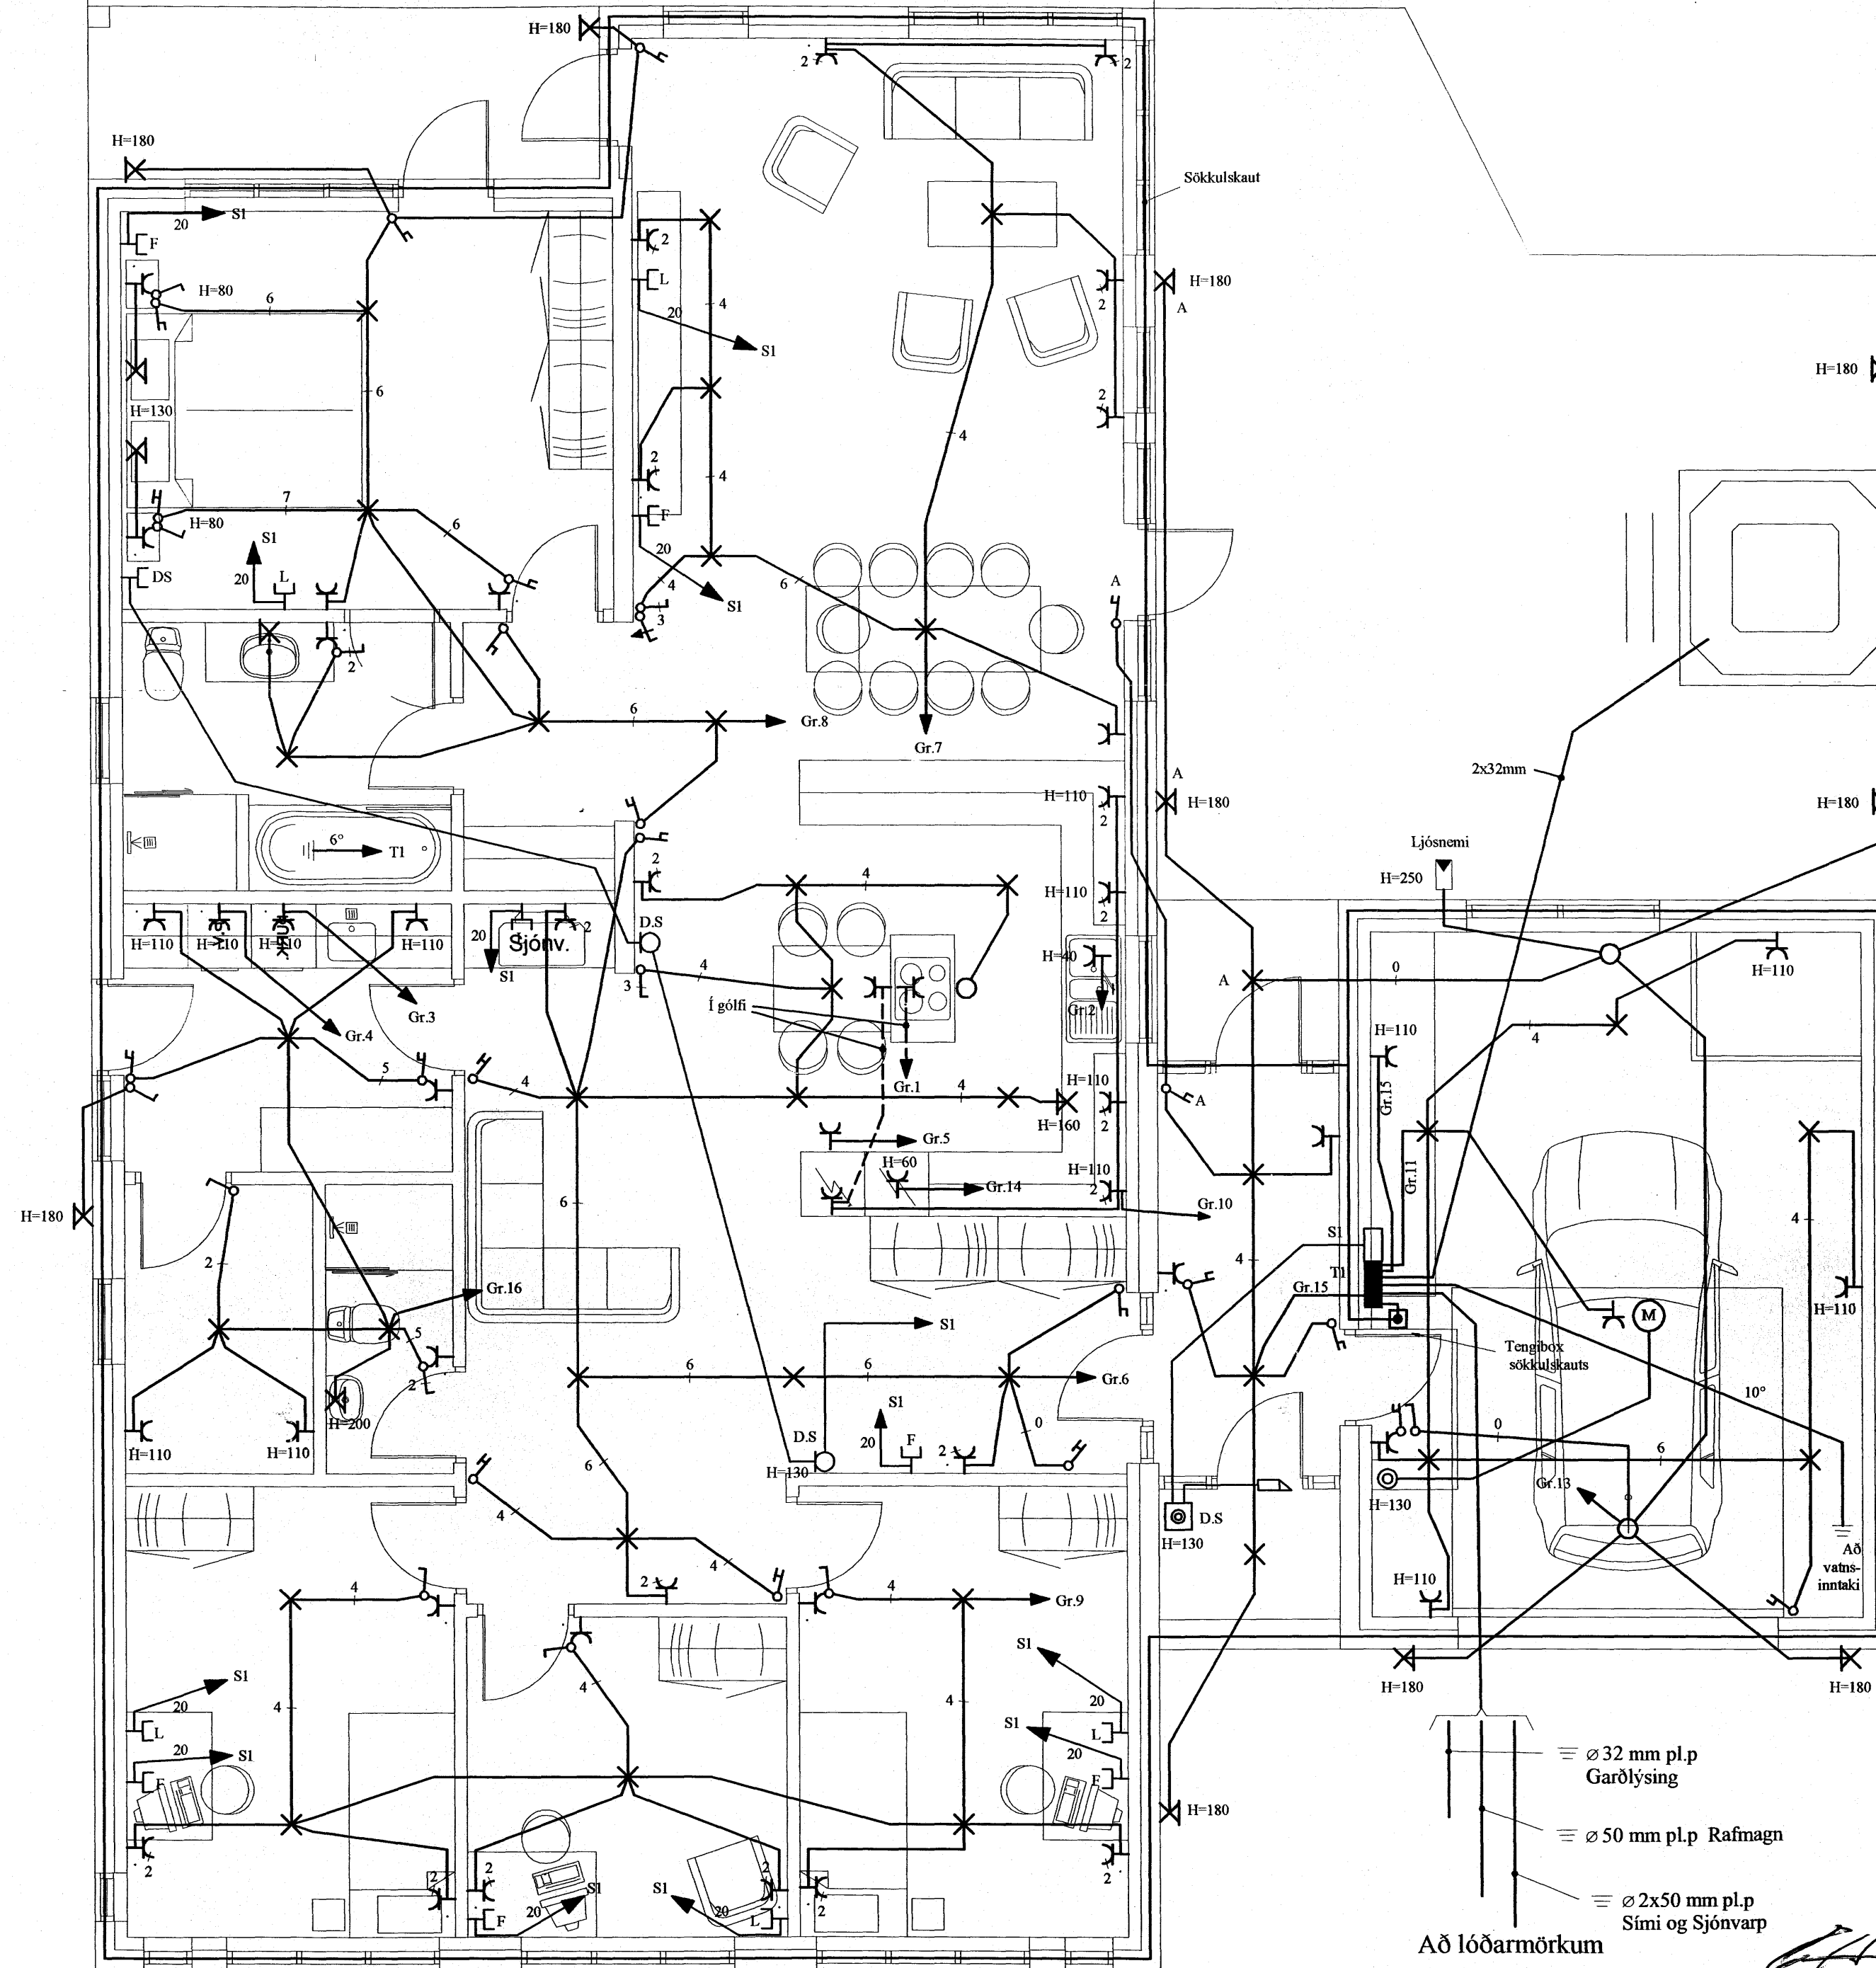 H=180
2
2
H=180
Sökkulskaut
S1
20
F
2
L
H=80
6
4
20
2
H=180
A
S1
H=180
6
H=130
2
4
2
4
7
H=80
F
6
S1
20
DS
L
20
4
S1
6
A
3
2
6
Gr.8
Gr.7
2x32mm
A
H=110
H=180
H=180
2
6°
T1
Ljósnemi
H=250
2
4
H=110
2
D.S
H=110
H=110
H=110
H=110
20
Sjónv.
2
S1
H=40
H=110
4
3
A
0
Í gólfi
Gr.2
Gr.3
Gr.4
H=110
4
5
4
Gr.1
4
H=110
Gr.15
H=160
2
A
Gr.5
H=60
H=110
Gr.11
Gr.14
2
6
Gr.10
H=180
4
S1
2
4
T1
Gr.16
Gr.15
H=110
S1
M
5
Tengibox
sökkulskauts
6
6
Gr.6
2
10°
H=200
S1
0
0
20
F
D.S
2
H=110
H=110
H=130
6
6
Gr.13
H=130
4
D.S
H=130
Að
vatns-
inntaki
4
2
4
4
H=110
Gr.9
S1
S1
4
H=180
H=180
20
4
4
20
L
L
S1
20
S1
20
F
F
⌀ 32 mm pl.p
Garðlýsing
H=180
⌀ 50 mm pl.p Rafmagn
2
2
2
2
2
2
S1
S1
20
20
F
L
⌀ 2x50 mm pl.p
Sími og Sjónvarp
Að lóðarmörkum